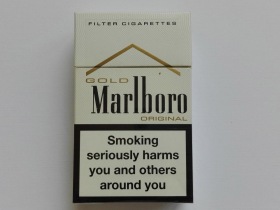 FILTER CIGARETTES
GOLD
Marlboro
ORIGINAL
Smoking
seriously harms
you and others
around you